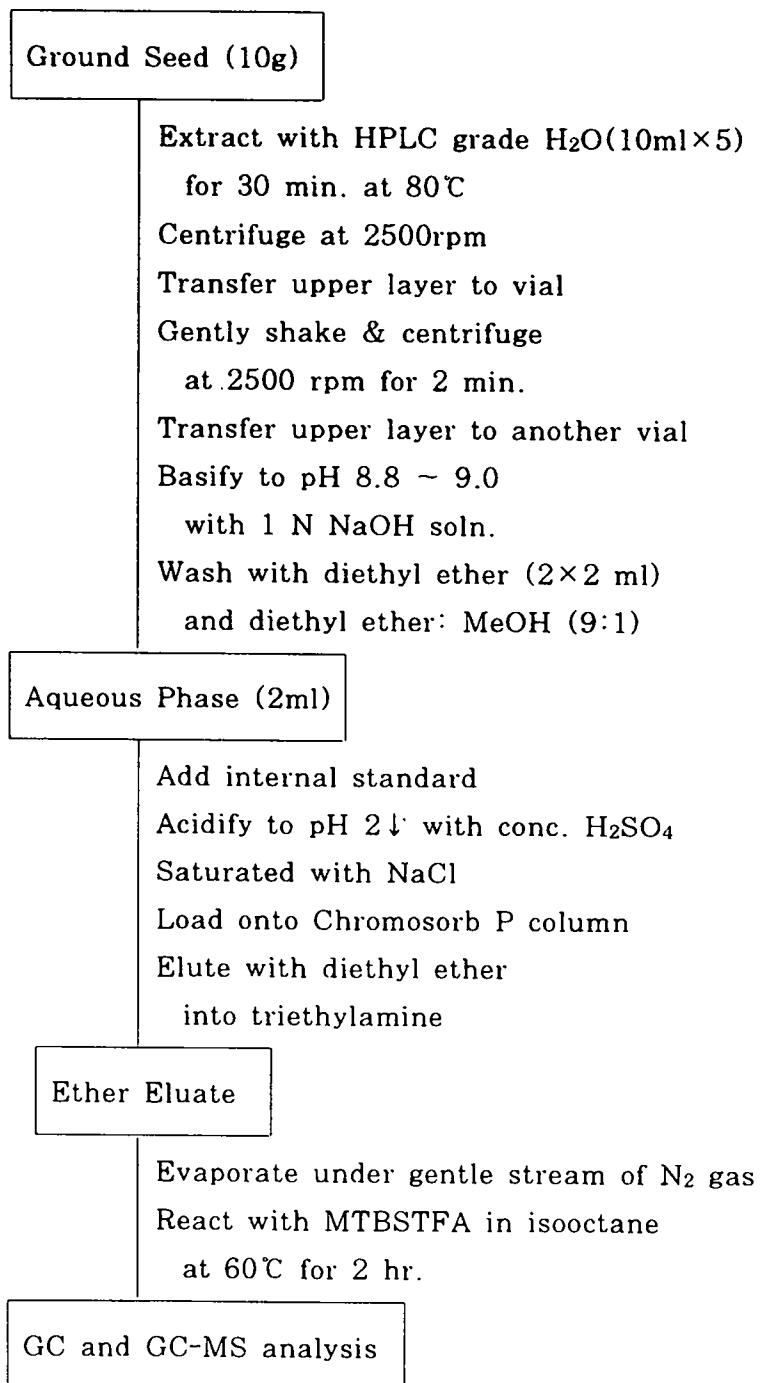 Ground Seed (10g)
Extract with HPLC grade H₂O(10ml×5)
for 30 min. at 80℃
Centrifuge at 2500rpm
Transfer upper layer to vial
Gently shake & centrifuge
at 2500 rpm for 2 min.
Transfer upper layer to another vial
Basify to pH 8.8 ~ 9.0
with 1 N NaOH soln.
Wash with diethyl ether (2×2 ml)
and diethyl ether: MeOH (9:1)
Aqueous Phase (2ml)
Add internal standard
Acidify to pH 2↓ with conc. H₂SO₄
Saturated with NaCl
Load onto Chromosorb P column
Elute with diethyl ether
into triethylamine
Ether Eluate
Evaporate under gentle stream of N₂ gas
React with MTBSTFA in isooctane
at 60℃ for 2 hr.
GC and GC-MS analysis